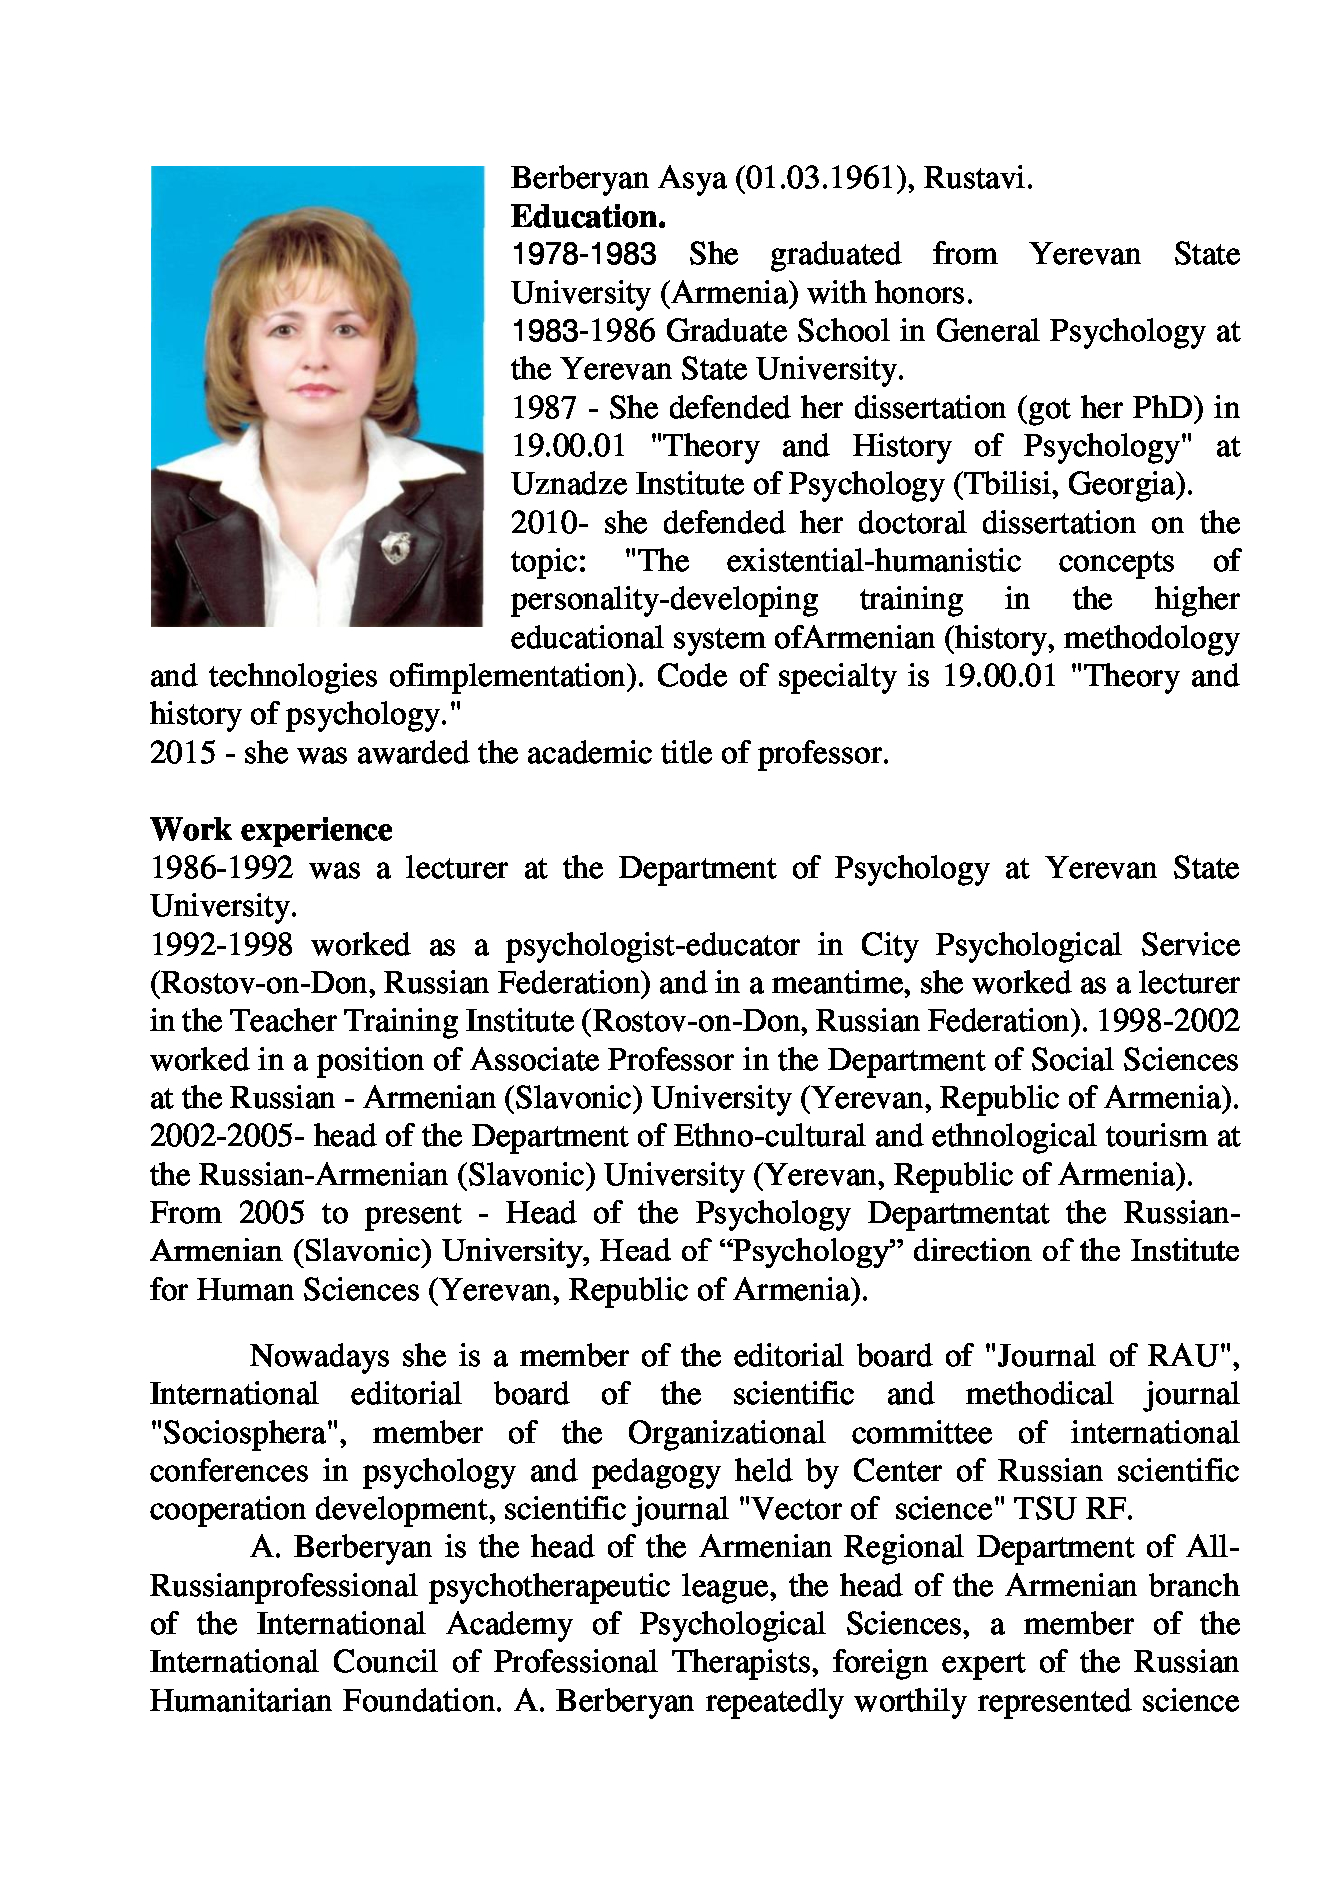 Berberyan Asya (01.03.1961), Rustavi.
Education.
1978-1983 She graduated from Yerevan State
University (Armenia) with honors.
1983-1986 Graduate School in General Psychology at
the Yerevan State University.
1987 - She defended her dissertation (got her PhD) in
19.00.01 "Theory and History of Psychology" at
Uznadze Institute of Psychology (Tbilisi, Georgia).
2010- she defended her doctoral dissertation on the
topic: "The existential-humanistic concepts of
personality-developing training in the higher
educational system ofArmenian (history, methodology
and technologies ofimplementation). Code of specialty is 19.00.01 "Theory and
history of psychology."
2015 - she was awarded the academic title of professor.
Work experience
1986-1992 was a lecturer at the Department of Psychology at Yerevan State
University.
1992-1998 worked as a psychologist-educator in City Psychological Service
(Rostov-on-Don, Russian Federation) and in a meantime, she worked as a lecturer
in the Teacher Training Institute (Rostov-on-Don, Russian Federation). 1998-2002
worked in a position of Associate Professor in the Department of Social Sciences
at the Russian - Armenian (Slavonic) University (Yerevan, Republic of Armenia).
2002-2005- head of the Department of Ethno-cultural and ethnological tourism at
the Russian-Armenian (Slavonic) University (Yerevan, Republic of Armenia).
From 2005 to present - Head of the Psychology Departmentat the Russian-
Armenian (Slavonic) University, Head of “Psychology” direction of the Institute
for Human Sciences (Yerevan, Republic of Armenia).
Nowadays she is a member of the editorial board of "Journal of RAU",
International editorial board of the scientific and methodical journal
"Sociosphera", member of the Organizational committee of international
conferences in psychology and pedagogy held by Center of Russian scientific
cooperation development, scientific journal "Vector of science" TSU RF.
A. Berberyan is the head of the Armenian Regional Department of All-
Russianprofessional psychotherapeutic league, the head of the Armenian branch
of the International Academy of Psychological Sciences, a member of the
International Council of Professional Therapists, foreign expert of the Russian
Humanitarian Foundation. A. Berberyan repeatedly worthily represented science